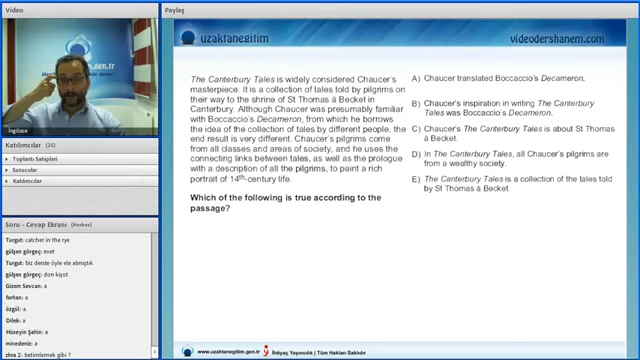 Video
Paylaş
gen.tr
İngilizce
Katılımcılar (22)
Toplantı Sahipleri
Sunucular
Katılımcılar
Soru - Cevap Ekranı (Herkes)
Turgut: catcher in the rye
gülşen görgeç: evet
Turgut: biz derste öyle ele almıştık
gülşen görgeç: don kişot
Gizem Sevcan: a
ferhan: a
özgül: a
Dilek: a
Hüseyin Şahin: a
minedeniz: a
zhra 2: betimlemek gibi ?
uzaktanegitim
videodershanem.com
The Canterbury Tales is widely considered Chaucer's
masterpiece. It is a collection of tales told by pilgrims on
their way to the shrine of St Thomas á Becket in
Canterbury. Although Chaucer was presumably familiar
with Boccaccio's Decameron, from which he borrows
the idea of the collection of tales by different people, the
end result is very different. Chaucer's pilgrims come
from all classes and areas of society, and he uses the
connecting links between tales, as well as the prologue
with a description of all the pilgrims, to paint a rich
portrait of 14th-century life.
Which of the following is true according to the
passage?
A) Chaucer translated Boccaccio's Decameron.
B) Chaucer's inspiration in writing The Canterbury
Tales was Boccaccio's Decameron.
C) Chaucer's The Canterbury Tales is about St Thomas
á Becket.
D) In The Canterbury Tales, all Chaucer's pilgrims are
from a wealthy society.
E) The Canterbury Tales is a collection of the tales told
by St Thomas á Becket.
www.uzaktanegitim.gen.tr İhtiyaç Yayıncılık | Tüm Hakları Saklıdır